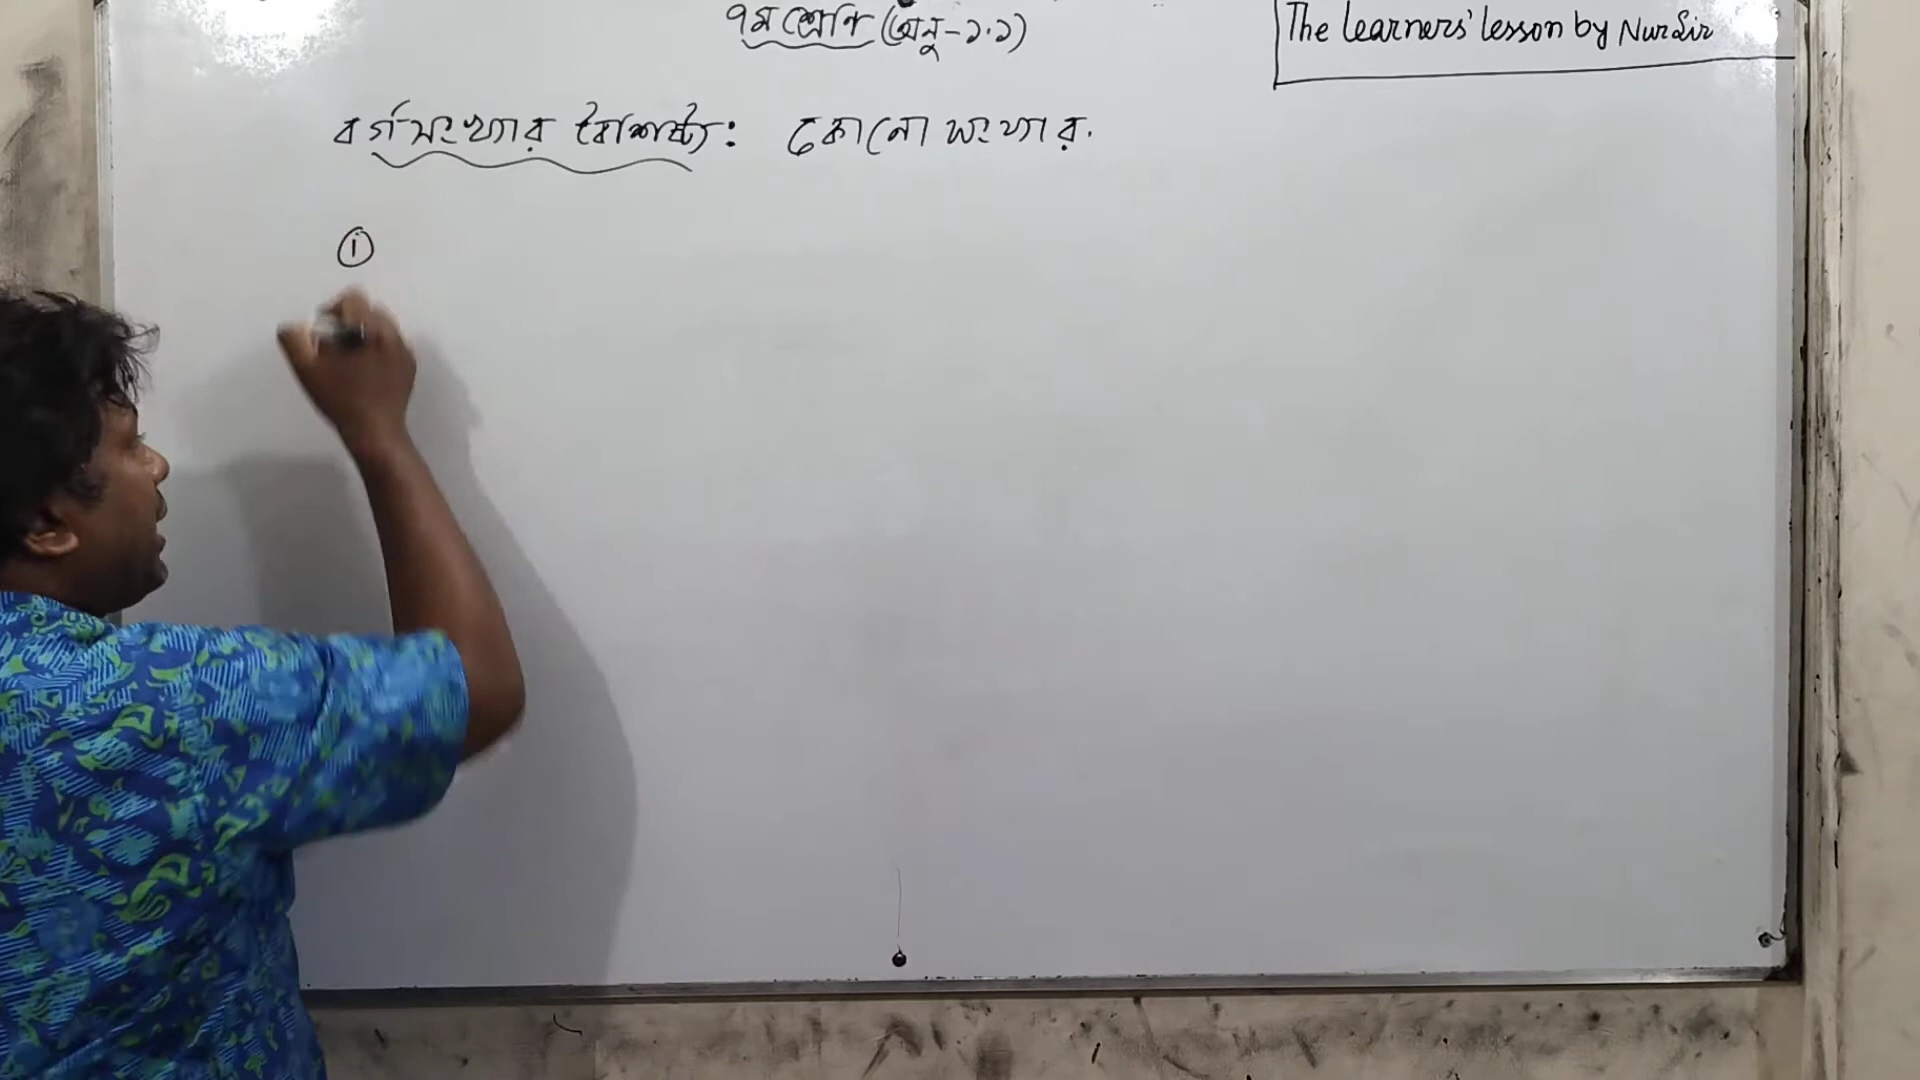 ৭ম শ্রেণি (অনু-১.১)
The learners' lesson by Nur Sir
বর্গসংখ্যার বৈশিষ্ট্য: কোনো সংখ্যার.
①